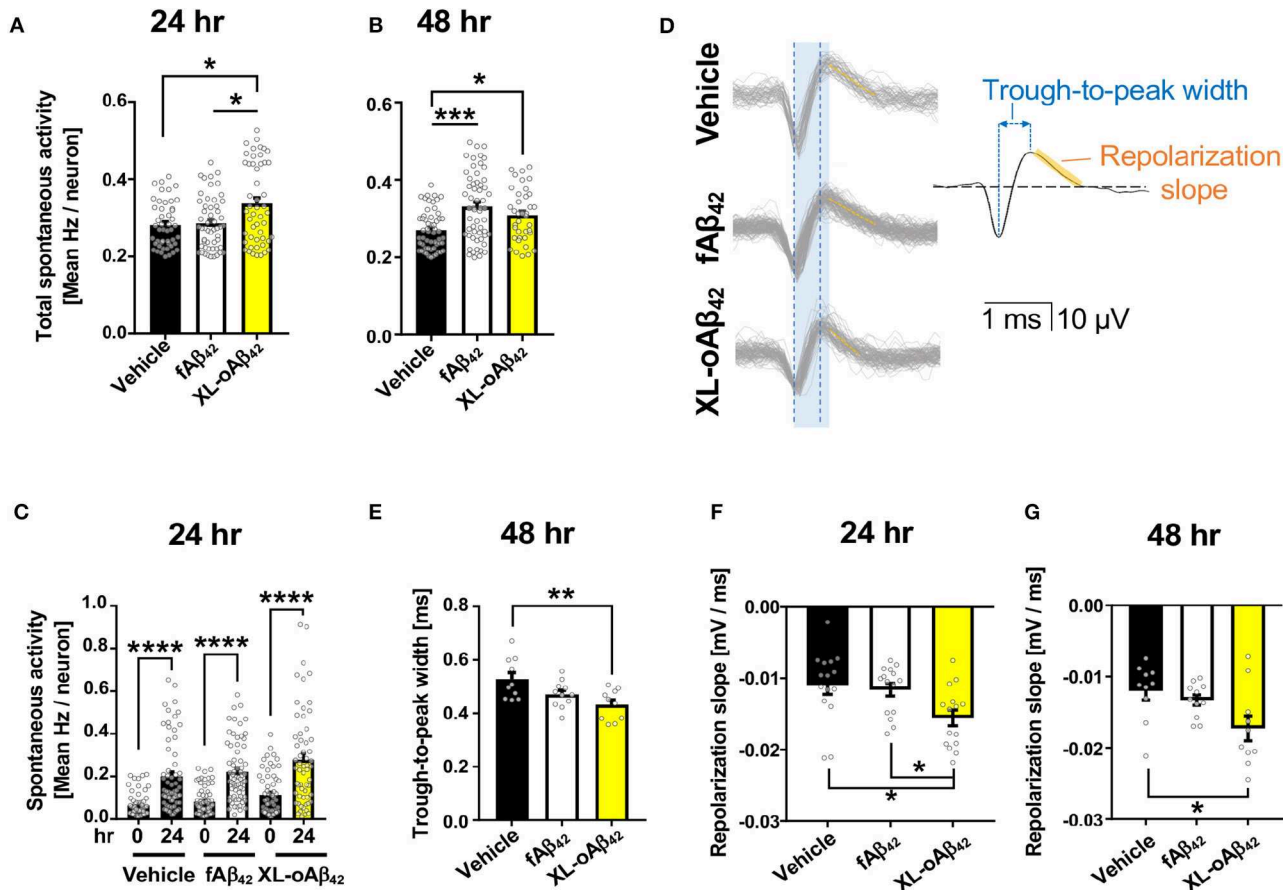 A
24 hr
Total spontaneous activity
[Mean Hz / neuron]
0.6
0.4
0.2
0.0
*
*
Vehicle
fAβ₄₂
XL-oAβ₄₂
B
48 hr
0.6
0.4
0.2
0.0
*
***
Vehicle
fAβ₄₂
XL-oAβ₄₂
D
Vehicle
fAβ₄₂
XL-oAβ₄₂
Trough-to-peak width
Repolarization
slope
1 ms
10 µV
C
24 hr
Spontaneous activity
[Mean Hz / neuron]
1.0
0.8
0.6
0.4
0.2
0.0
****
****
****
hr 0 24 0 24 0 24
Vehicle fAβ₄₂ XL-oAβ₄₂
E
48 hr
Trough-to-peak width [ms]
0.8
0.6
0.4
0.2
0.0
**
Vehicle
fAβ₄₂
XL-oAβ₄₂
F
24 hr
Repolarization slope [mV / ms]
0.00
-0.01
-0.02
-0.03
*
*
Vehicle
fAβ₄₂
XL-oAβ₄₂
G
48 hr
Repolarization slope [mV / ms]
0.00
-0.01
-0.02
-0.03
*
Vehicle
fAβ₄₂
XL-oAβ₄₂